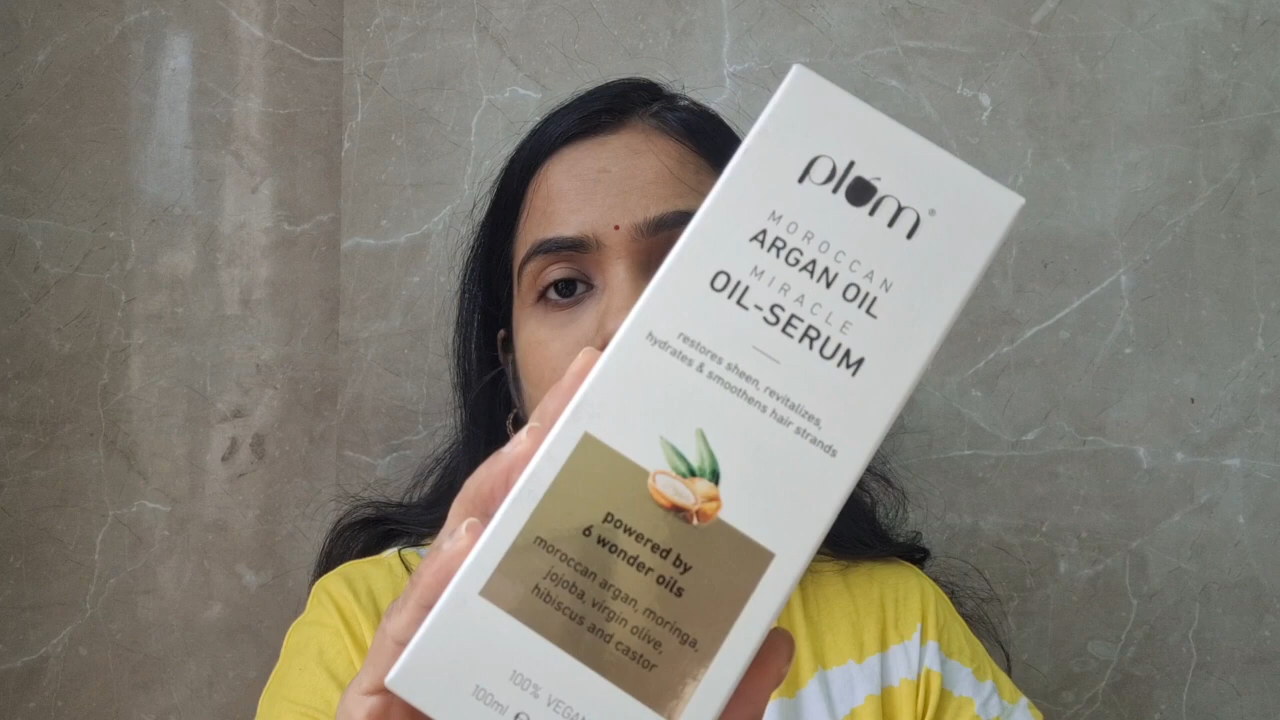 plum®
MOROCCAN
ARGAN OIL
MIRACLE
OIL-SERUM
restores sheen, revitalizes,
hydrates & smoothens hair strands
powered by
6 wonder oils
moroccan argan, moringa,
jojoba, virgin olive,
hibiscus and castor
100% VEGAN
100ml